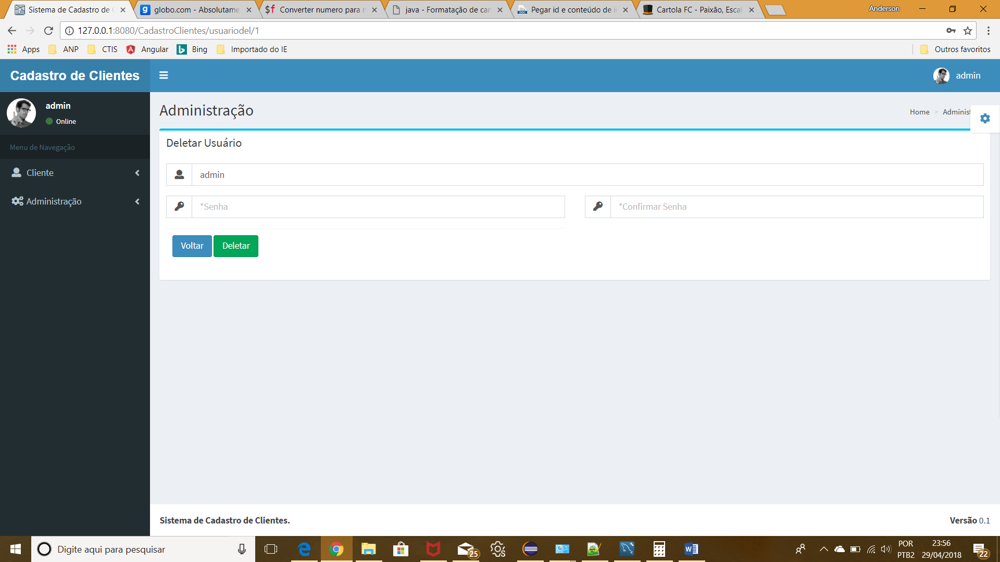 Sistema de Cadastro de C
globo.com - Absolutame
Converter numero para n
java - Formatação de car
Pegar id e conteúdo de i
Cartola FC - Paixão, Escal
Anderson
127.0.0.1:8080/CadastroClientes/usuariodel/1
Apps ANP CTIS Angular Bing Importado do IE Outros favoritos
Cadastro de Clientes
admin
admin
Online
Menu de Navegação
Cliente
Administração
Administração
Home > Administ
Deletar Usuário
admin
*Senha
*Confirmar Senha
Voltar
Deletar
Sistema de Cadastro de Clientes.
Versão 0.1
Digite aqui para pesquisar
25
POR
PTB2
23:56
29/04/2018
22